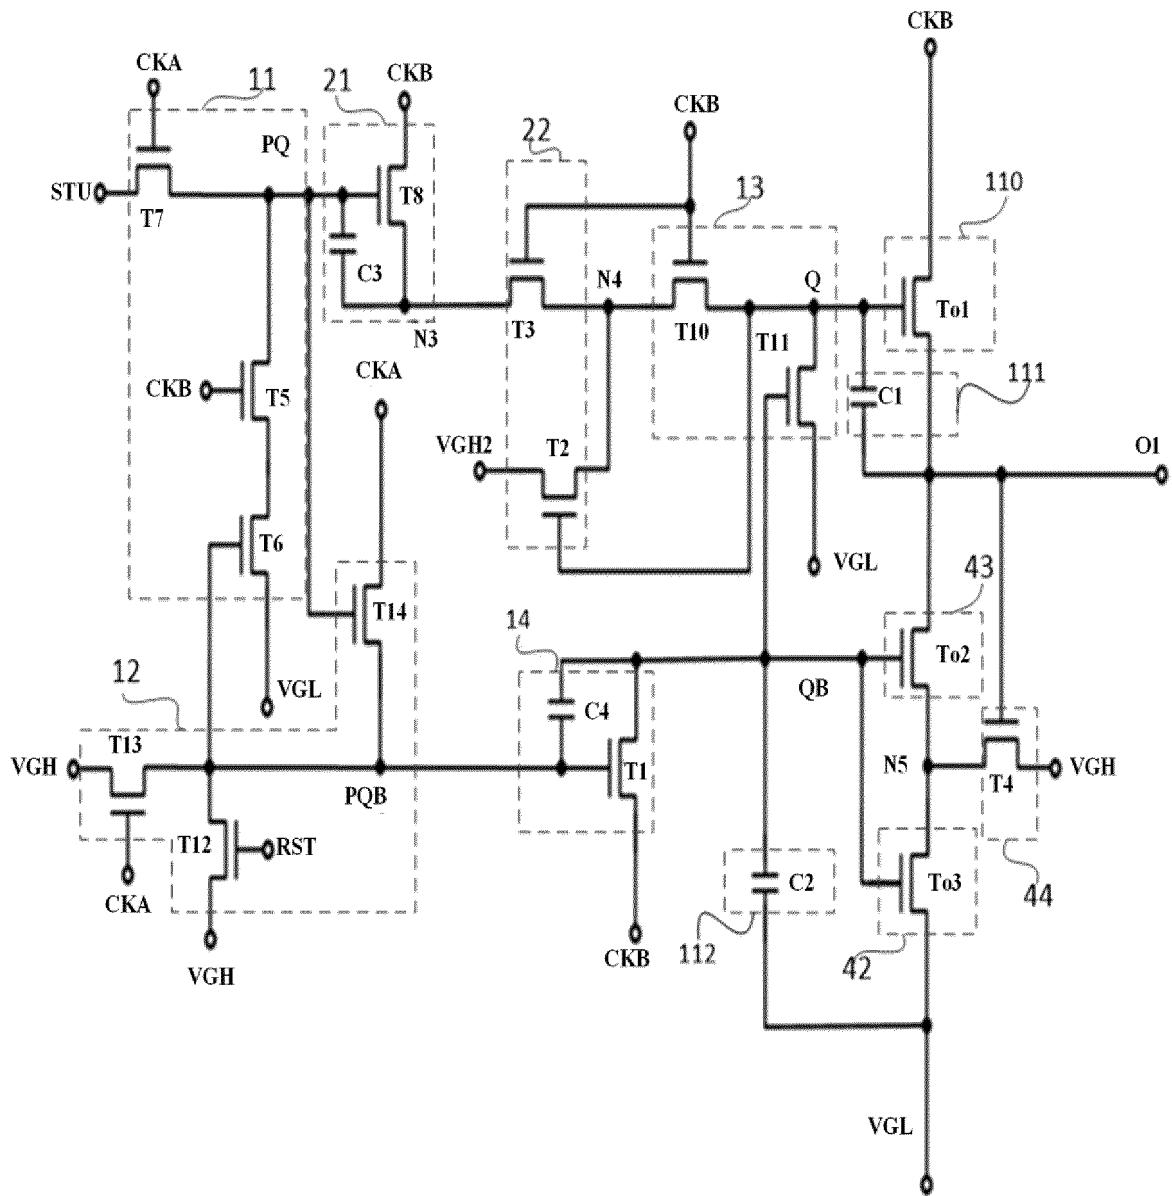 CKB
CKA
11
21
CKB
CKB
22
13
110
PQ
STU
T7
T8
C3
N4
Q
To1
T3
T10
T11
N3
CKA
111
CKB
T5
C1
VGH2
T2
O1
T6
VGL
43
T14
14
To2
12
VGL
QB
C4
T13
VGH
N5
T1
T4
VGH
PQB
T12
RST
C2
To3
44
CKA
112
CKB
42
VGH
VGL